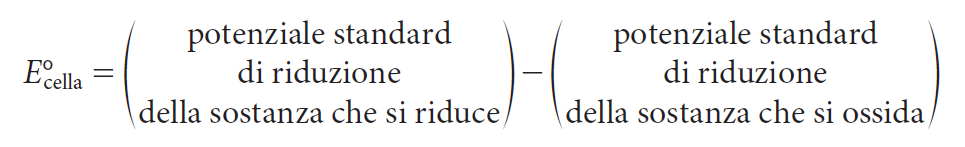 E°cella = (potenziale standard di riduzione della sostanza che si riduce) − (potenziale standard di riduzione della sostanza che si ossida)